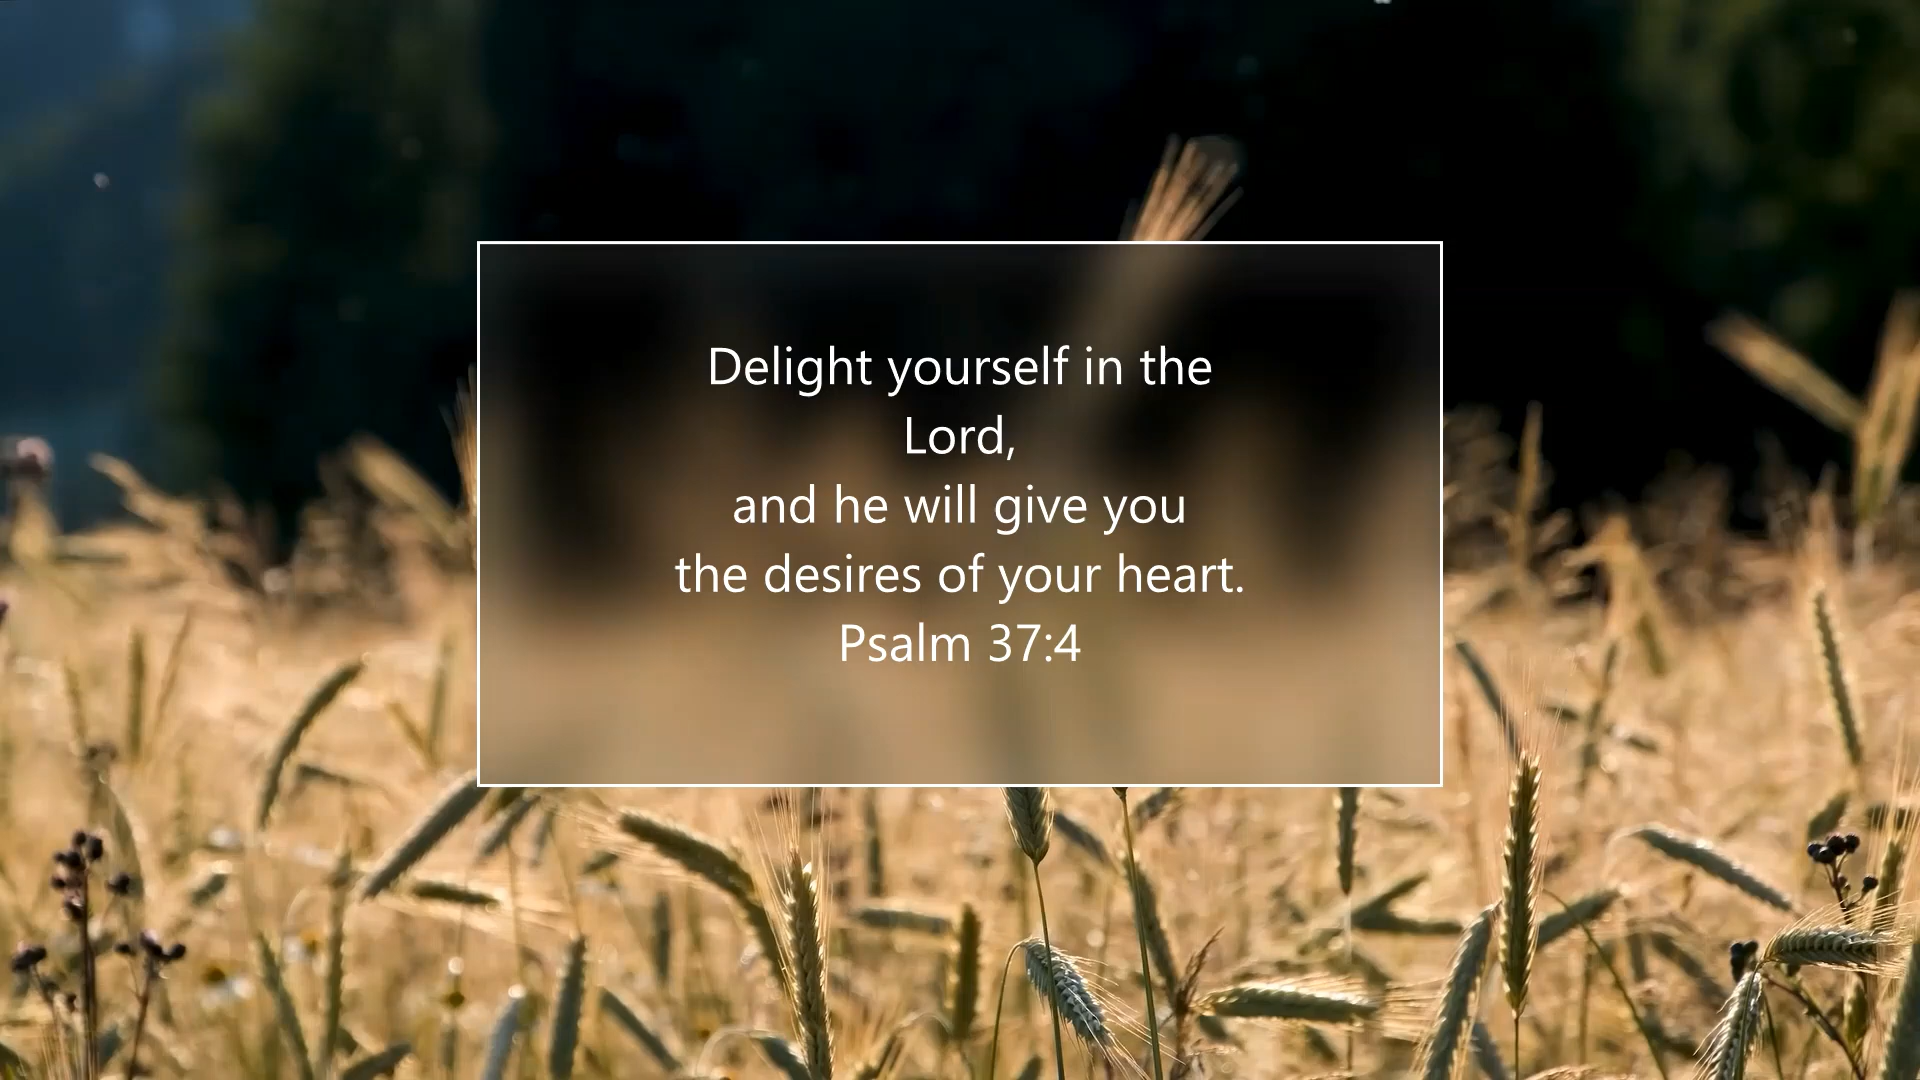 Delight yourself in the
Lord,
and he will give you
the desires of your heart.
Psalm 37:4